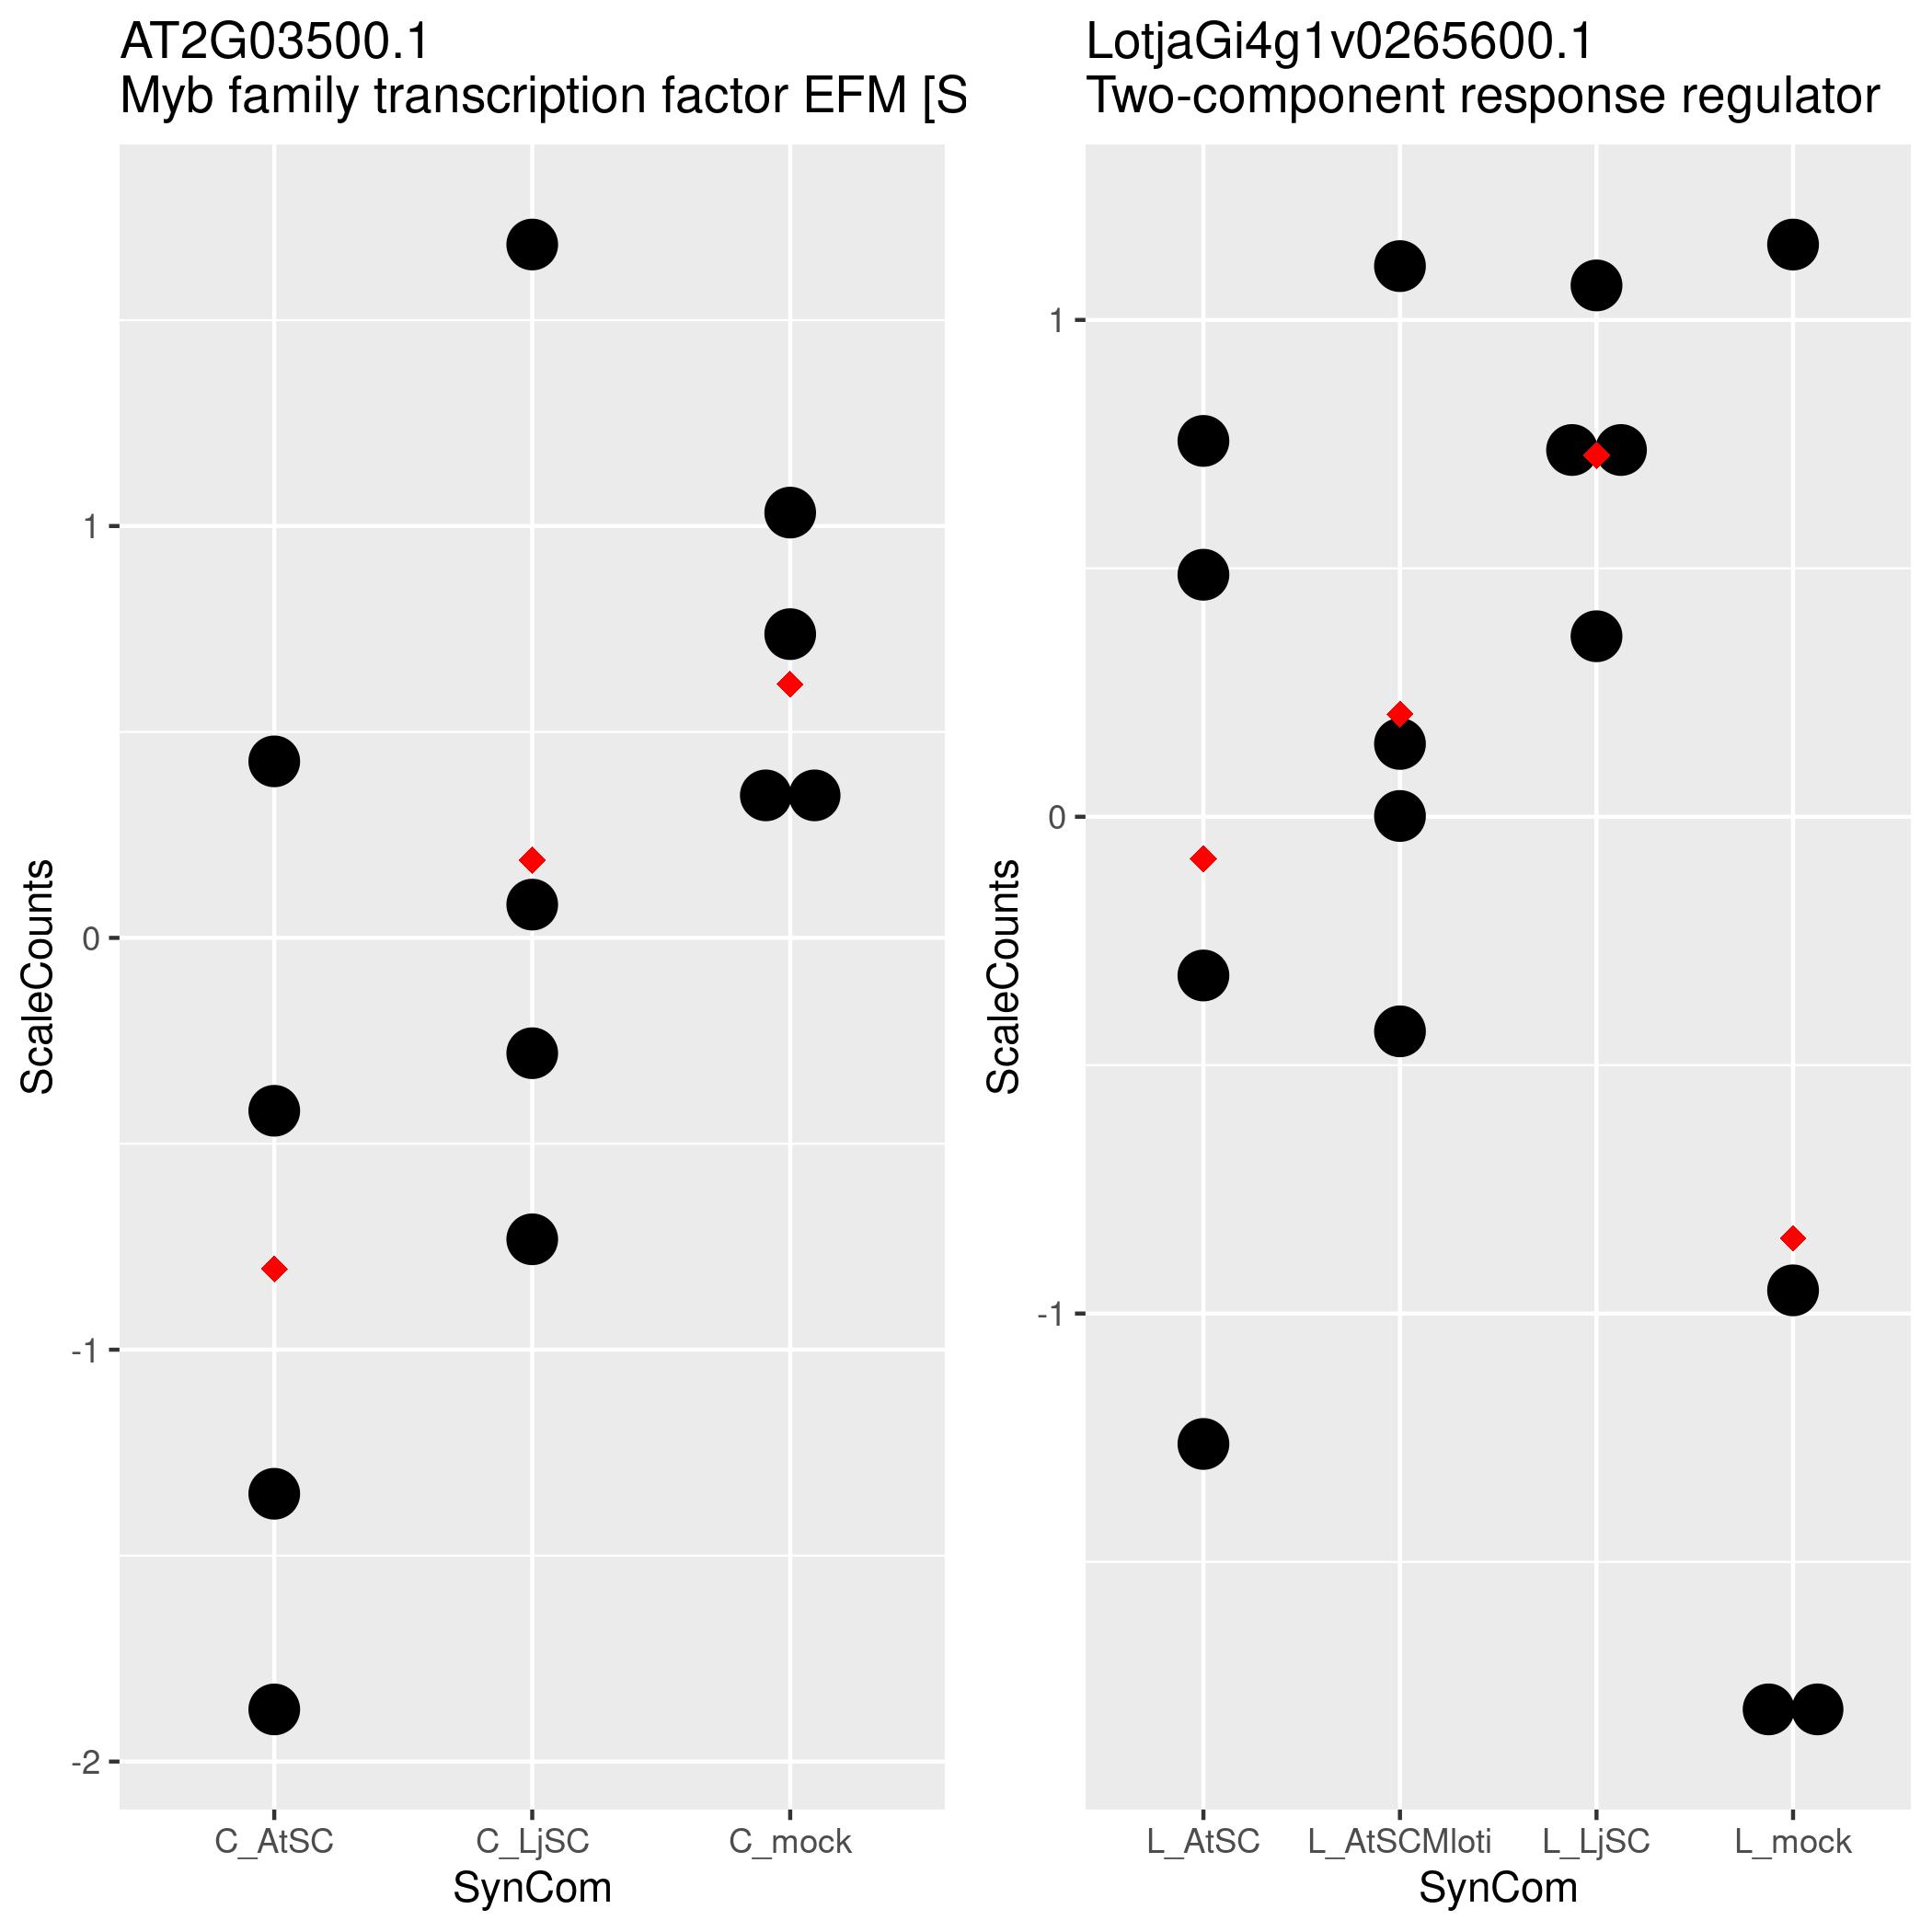 AT2G03500.1
Myb family transcription factor EFM [S
ScaleCounts
1
0
-1
-2
C_AtSC C_LjSC C_mock
SynCom
LotjaGi4g1v0265600.1
Two-component response regulator
ScaleCounts
1
0
-1
L_AtSC L_AtSCMloti L_LjSC L_mock
SynCom